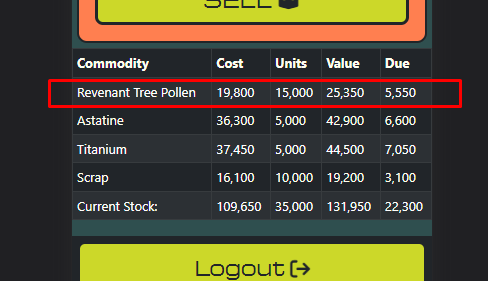 SELL
Commodity Cost Units Value Due
Revenant Tree Pollen 19,800 15,000 25,350 5,550
Astatine 36,300 5,000 42,900 6,600
Titanium 37,450 5,000 44,500 7,050
Scrap 16,100 10,000 19,200 3,100
Current Stock: 109,650 35,000 131,950 22,300
Logout